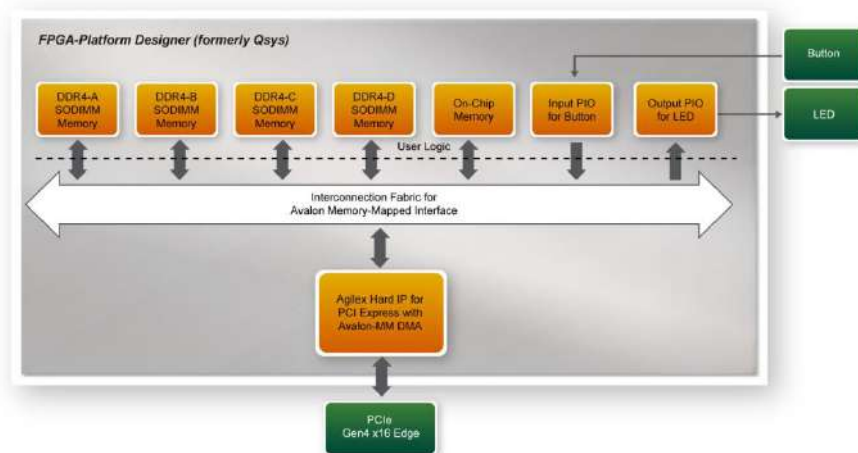 FPGA-Platform Designer (formerly Qsys)
DDR4-A
SODIMM
Memory
DDR4-B
SODIMM
Memory
DDR4-C
SODIMM
Memory
DDR4-D
SODIMM
Memory
On-Chip
Memory
Input PIO
for Button
Output PIO
for LED
Button
LED
User Logic
Interconnection Fabric for
Avalon Memory-Mapped Interface
Agilex Hard IP for
PCI Express with
Avalon-MM DMA
PCIe
Gen4 x16 Edge